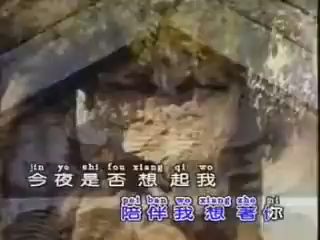 jin ye shi fou xiang qi wo
今夜是否想起我
pei ban wo xiang zhe ni
陪伴我想著你